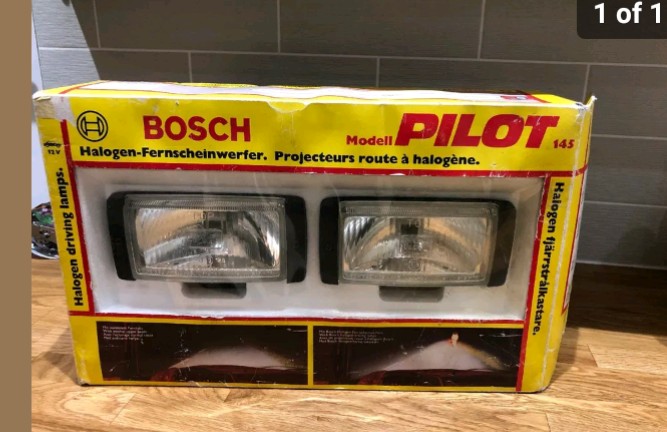 1 of 1
BOSCH
Modell PILOT 145
12V
Halogen-Fernscheinwerfer. Projecteurs route à halogène.
Halogen driving lamps.
Halogen fjärrstrålkastare.